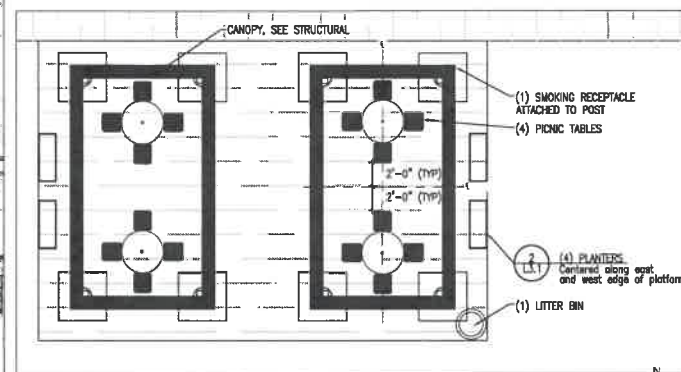 CANOPY, SEE STRUCTURAL
(1) SMOKING RECEPTACLE
ATTACHED TO POST
(4) PICNIC TABLES
2'-0" (TYP)
2'-0" (TYP)
2
L3.1
(4) PLANTERS
Centered along east
and west edge of platform
(1) LITTER BIN
N